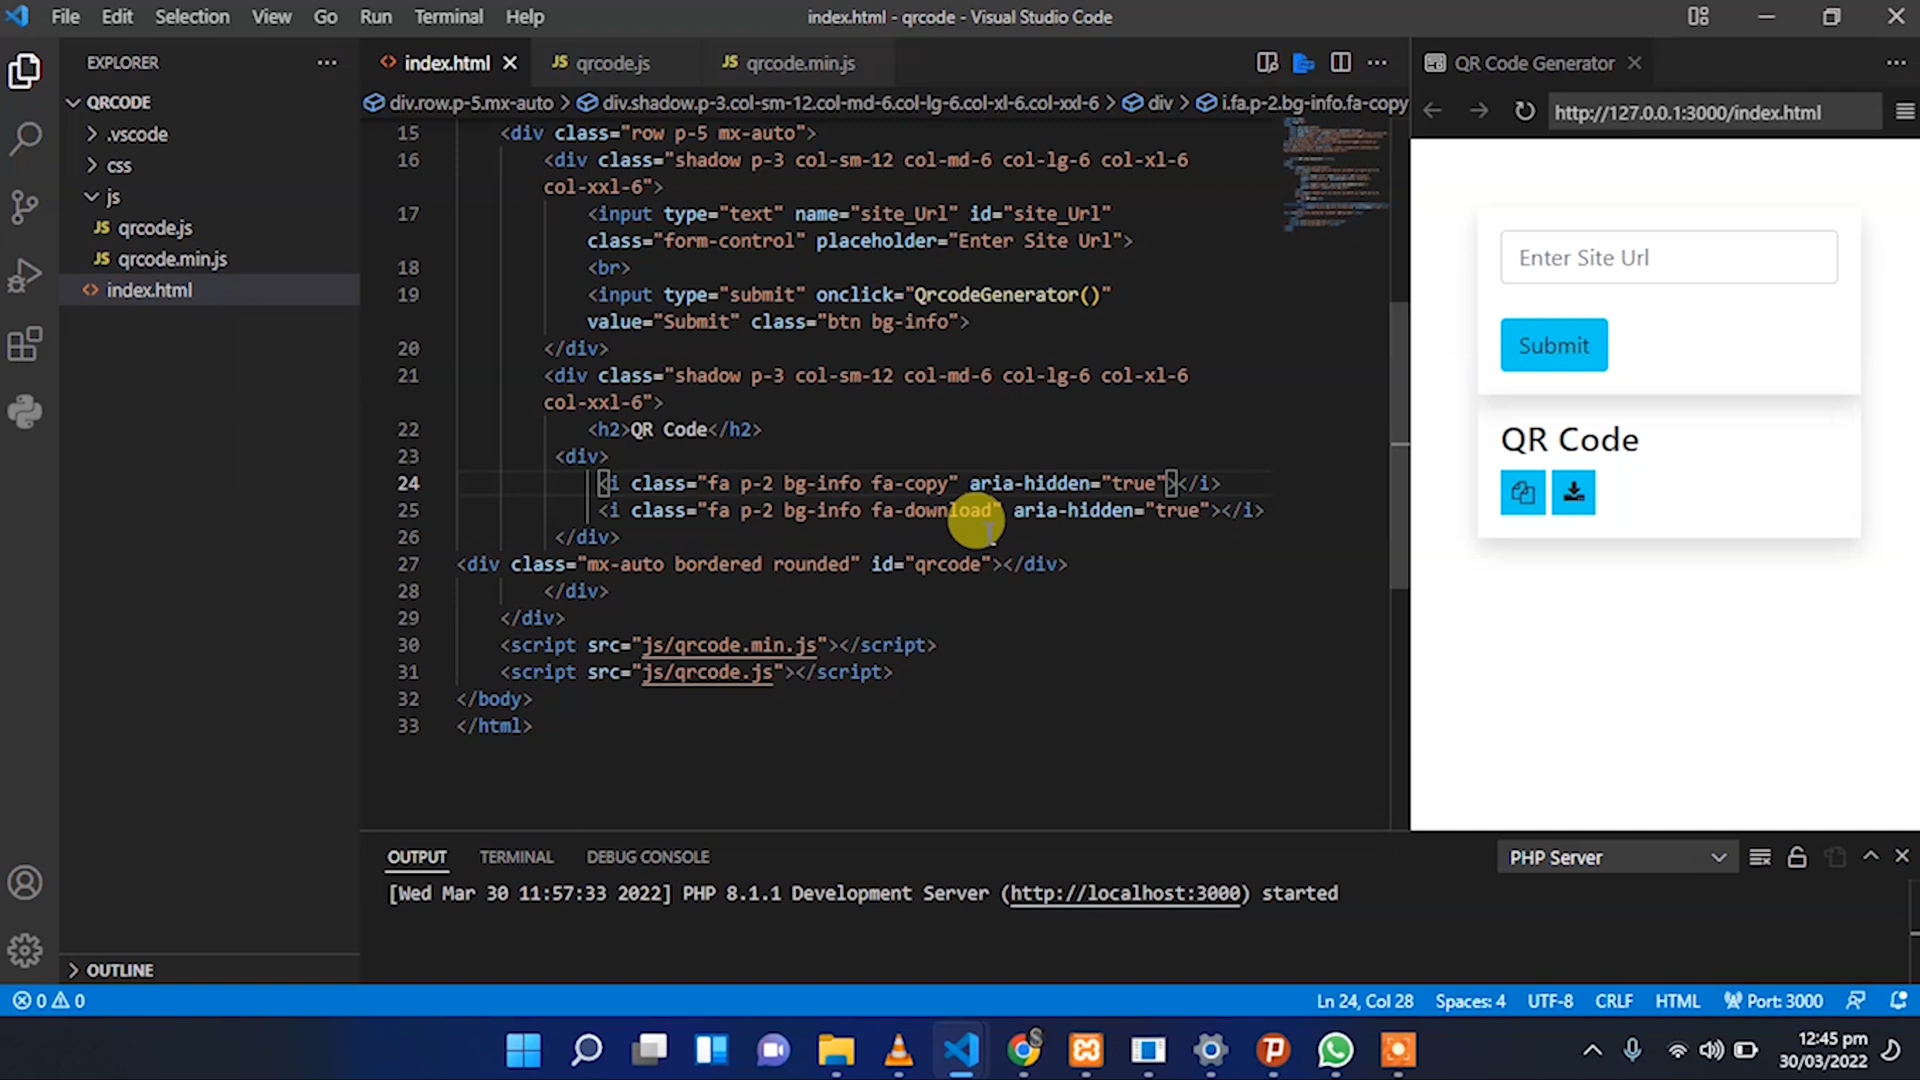 File Edit Selection View Go Run Terminal Help
index.html - qrcode - Visual Studio Code
EXPLORER
QRCODE
.vscode
css
js
JS qrcode.js
JS qrcode.min.js
<> index.html
OUTLINE
<> index.html
JS qrcode.js
JS qrcode.min.js
div.row.p-5.mx-auto > div.shadow.p-3.col-sm-12.col-md-6.col-lg-6.col-xl-6.col-xxl-6 > div > i.fa.p-2.bg-info.fa-copy
15 <div class="row p-5 mx-auto">
16 <div class="shadow p-3 col-sm-12 col-md-6 col-lg-6 col-xl-6
col-xxl-6">
17 <input type="text" name="site_Url" id="site_Url"
class="form-control" placeholder="Enter Site Url">
18 <br>
19 <input type="submit" onclick="QrcodeGenerator()"
value="Submit" class="btn bg-info">
20 </div>
21 <div class="shadow p-3 col-sm-12 col-md-6 col-lg-6 col-xl-6
col-xxl-6">
22 <h2>QR Code</h2>
23 <div>
24 <i class="fa p-2 bg-info fa-copy" aria-hidden="true"></i>
25 <i class="fa p-2 bg-info fa-download" aria-hidden="true"></i>
26 </div>
27 <div class="mx-auto bordered rounded" id="qrcode"></div>
28 </div>
29 </div>
30 <script src="js/qrcode.min.js"></script>
31 <script src="js/qrcode.js"></script>
32 </body>
33 </html>
QR Code Generator
http://127.0.0.1:3000/index.html
Enter Site Url
Submit
QR Code
OUTPUT TERMINAL DEBUG CONSOLE
PHP Server
[Wed Mar 30 11:57:33 2022] PHP 8.1.1 Development Server (http://localhost:3000) started
0 0
Ln 24, Col 28 Spaces: 4 UTF-8 CRLF HTML Port: 3000
12:45 pm
30/03/2022